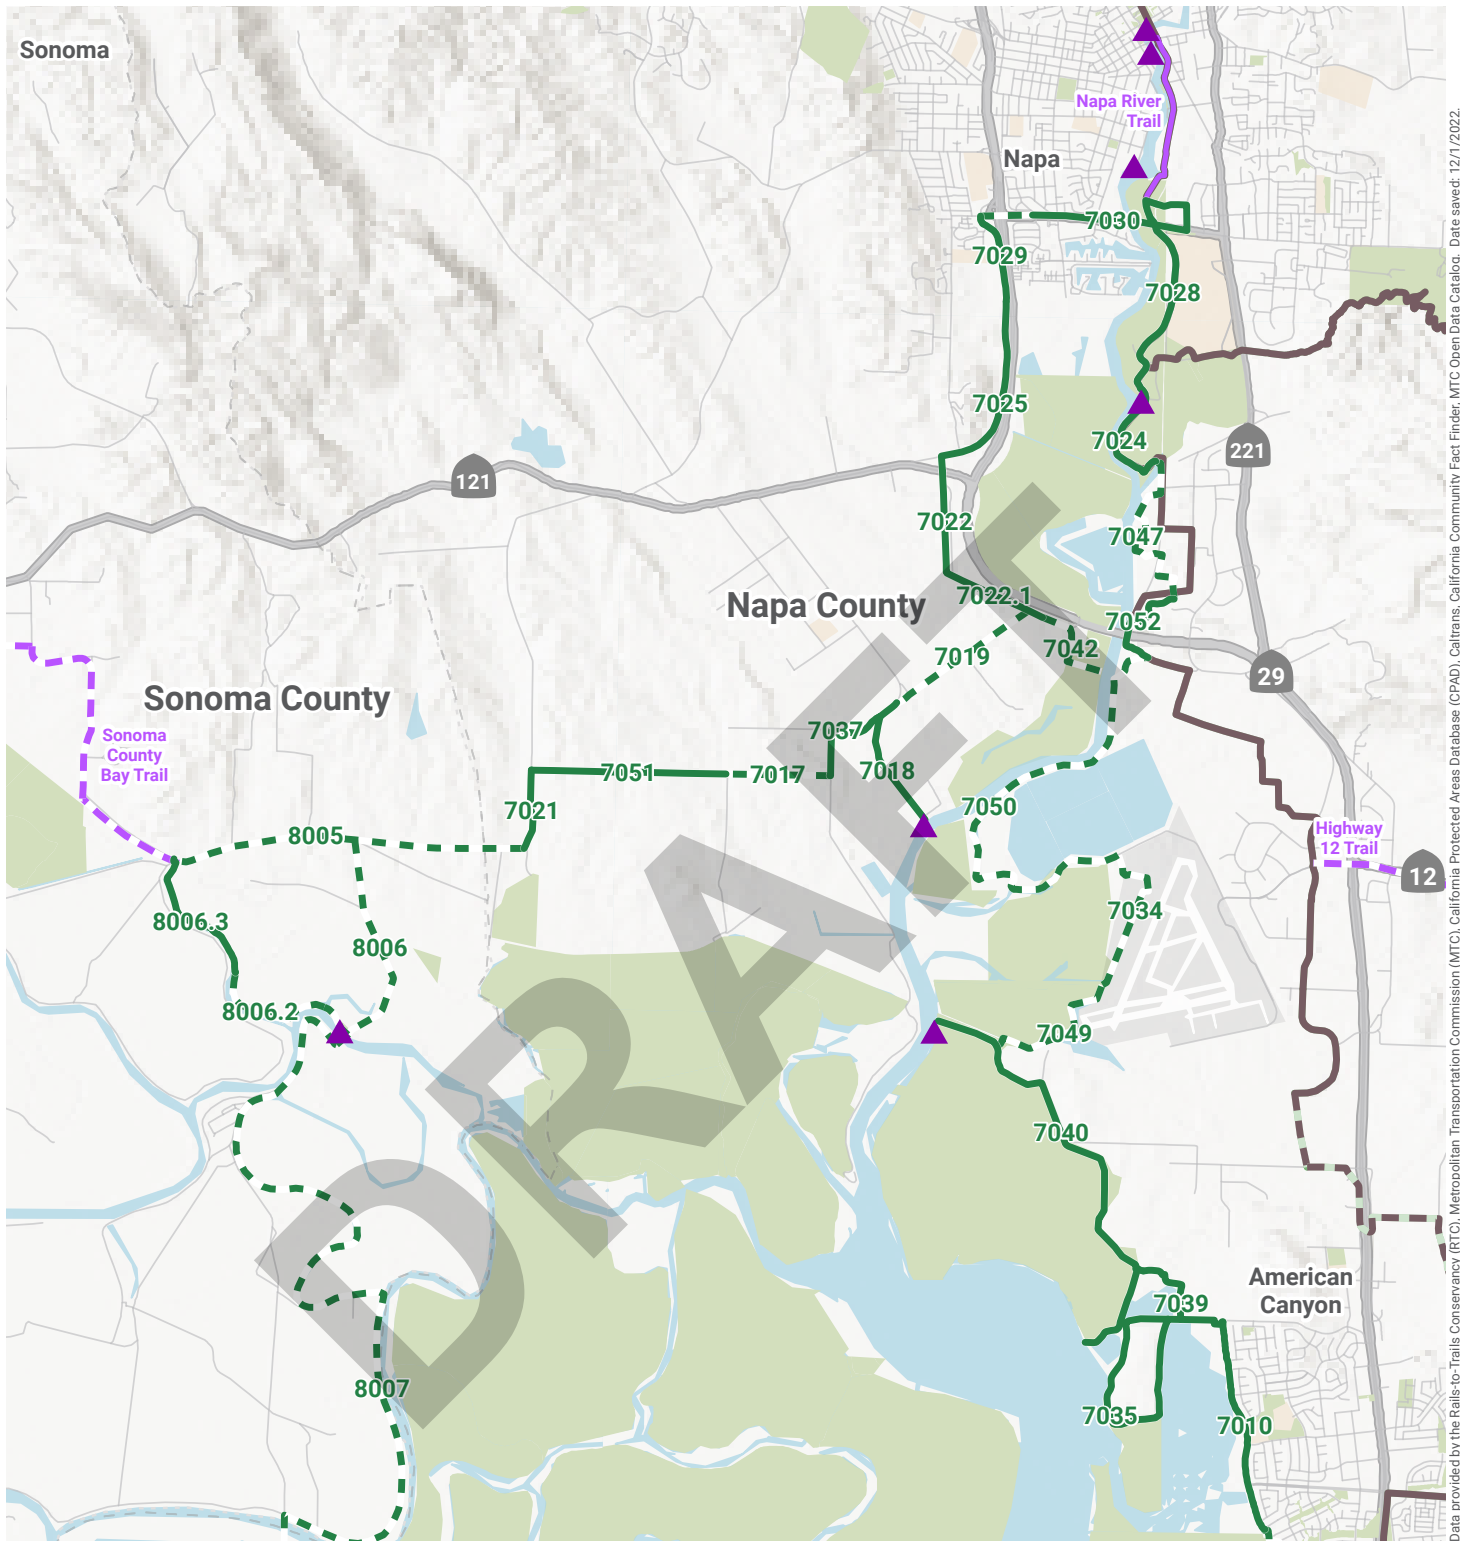 Sonoma
Napa River
Trail
Napa
7030
7029
7028
7025
7024
221
121
7022
7047
7022.1
Napa County
7052
7042
7019
29
Sonoma County
Sonoma
County
Bay Trail
7037
7051
7017
7018
7021
7050
8005
Highway
12 Trail
12
8006.3
7034
8006
8006.2
7049
7040
American
Canyon
7039
8007
7035
7010
DRAFT
Data provided by the Rails-to-Trails Conservancy (RTC), Metropolitan Transportation Commission (MTC), California Protected Areas Database (CPAD), Caltrans, California Community Fact Finder, MTC Open Data Catalog. Date saved: 12/1/2022.